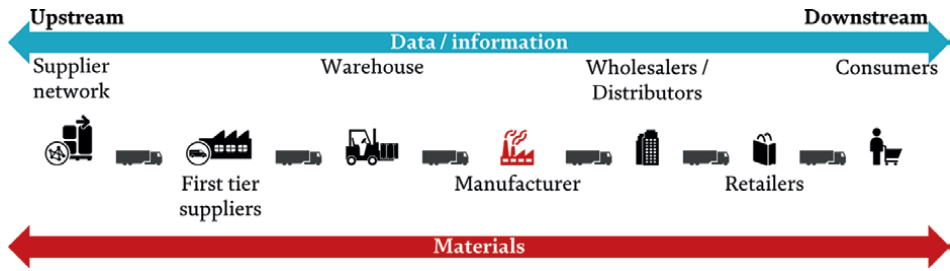 Upstream
Downstream
Data / information
Supplier
network
Warehouse
Wholesalers /
Distributors
Consumers
First tier
suppliers
Manufacturer
Retailers
Materials